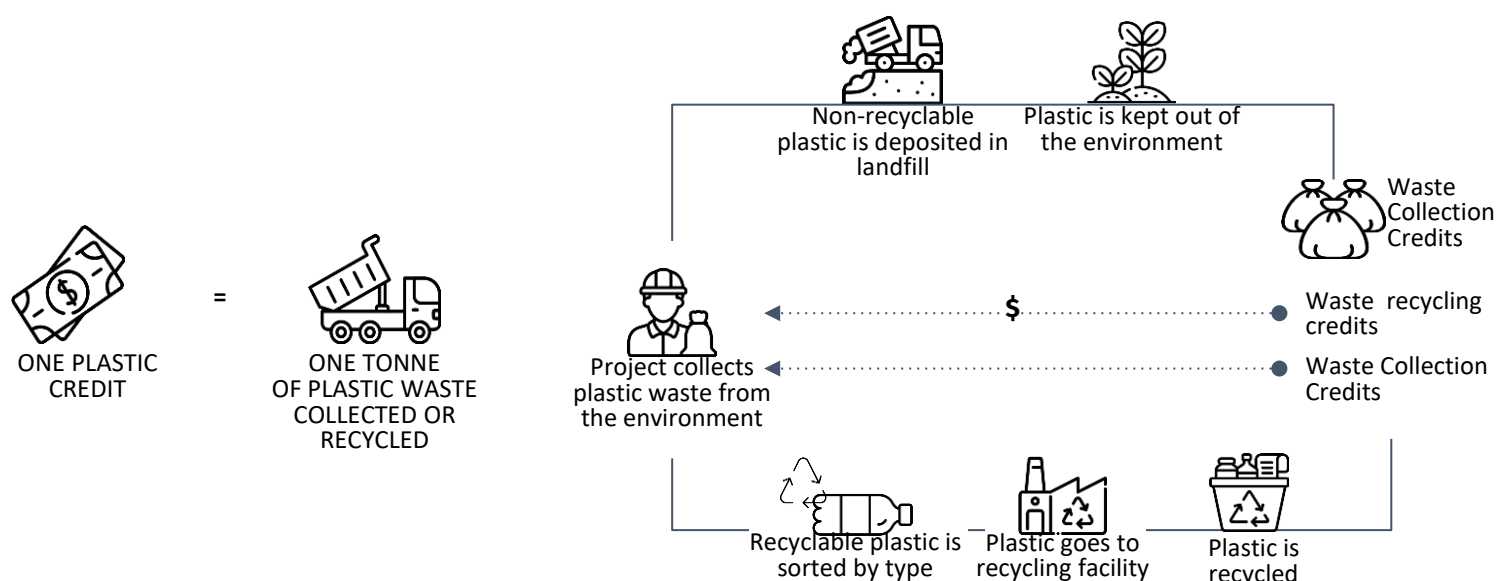 Non-recyclable
plastic is deposited in
landfill
Plastic is kept out of
the environment
Waste
Collection
Credits
$
=
ONE PLASTIC
CREDIT
ONE TONNE
OF PLASTIC WASTE
COLLECTED OR
RECYCLED
Project collects
plastic waste from
the environment
$
Waste recycling
credits
Waste Collection
Credits
Recyclable plastic is
sorted by type
Plastic goes to
recycling facility
Plastic is
recycled